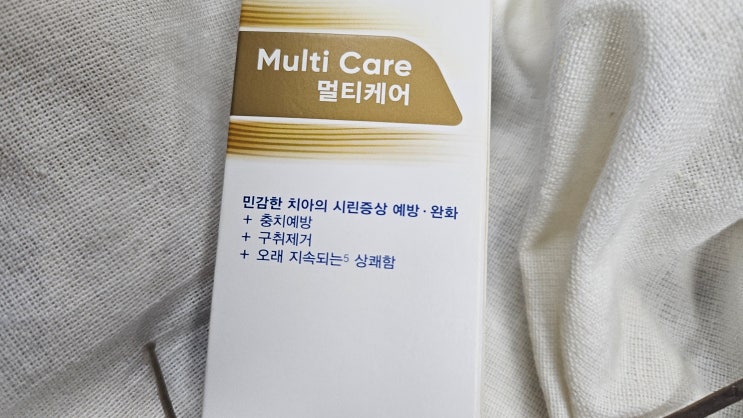 Multi Care
멀티케어
민감한 치아의 시린증상 예방·완화
+ 충치예방
+ 구취제거
+ 오래 지속되는5 상쾌함